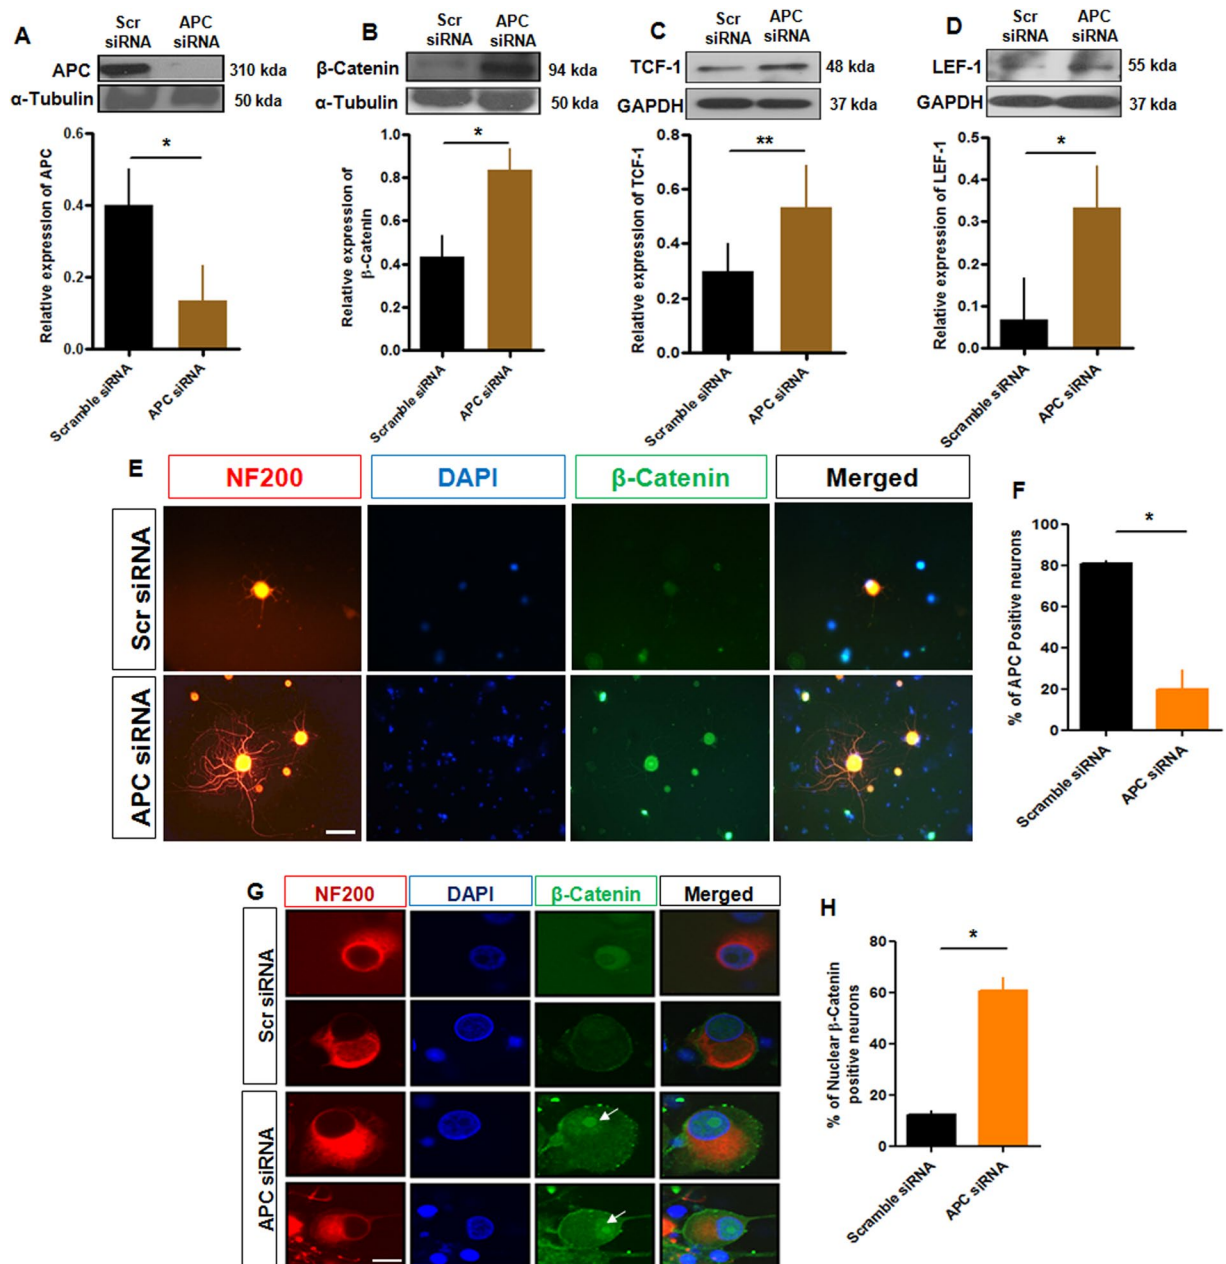 A
Scr siRNA
APC siRNA
APC
310 kda
α-Tubulin
50 kda
Relative expression of APC
0.6
0.4
0.2
0.0
*
Scramble siRNA
APC siRNA
B
Scr siRNA
APC siRNA
β-Catenin
94 kda
α-Tubulin
50 kda
Relative expression of
β-Catenin
1.0
0.8
0.6
0.4
0.2
0.0
*
Scramble siRNA
APC siRNA
C
Scr siRNA
APC siRNA
TCF-1
48 kda
GAPDH
37 kda
Relative expression of TCF-1
0.8
0.6
0.4
0.2
0.0
**
Scramble siRNA
APC siRNA
D
Scr siRNA
APC siRNA
LEF-1
55 kda
GAPDH
37 kda
Relative expression of LEF-1
0.5
0.4
0.3
0.2
0.1
0.0
*
Scramble siRNA
APC siRNA
E
NF200
DAPI
β-Catenin
Merged
Scr siRNA
APC siRNA
F
% of APC Positive neurons
100
80
60
40
20
0
*
Scramble siRNA
APC siRNA
G
NF200
DAPI
β-Catenin
Merged
Scr siRNA
APC siRNA
H
% of Nuclear β-Catenin
positive neurons
80
60
40
20
0
*
Scramble siRNA
APC siRNA